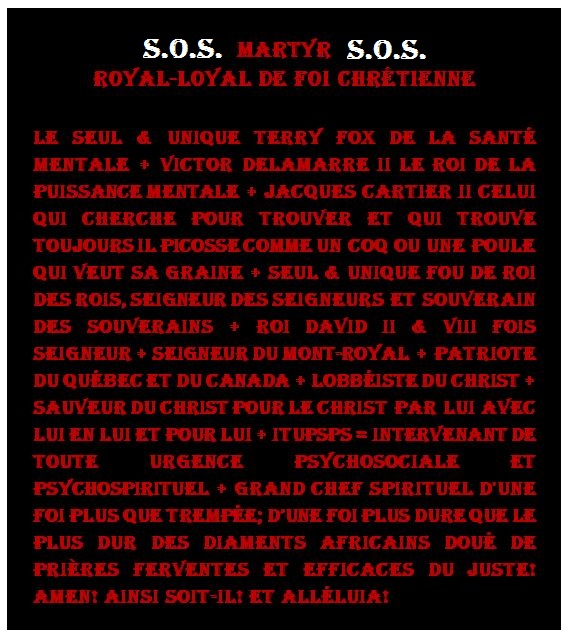 S.O.S. MARTYR S.O.S.
ROYAL-LOYAL DE FOI CHRÉTIENNE
LE SEUL & UNIQUE TERRY FOX DE LA SANTÉ
MENTALE + VICTOR DELAMARRE II LE ROI DE LA
PUISSANCE MENTALE + JACQUES CARTIER II CELUI
QUI CHERCHE POUR TROUVER ET QUI TROUVE
TOUJOURS IL PICOSSE COMME UN COQ OU UNE POULE
QUI VEUT SA GRAINE + SEUL & UNIQUE FOU DE ROI
DES ROIS, SEIGNEUR DES SEIGNEURS ET SOUVERAIN
DES SOUVERAINS + ROI DAVID II & VIII FOIS
SEIGNEUR + SEIGNEUR DU MONT-ROYAL + PATRIOTE
DU QUÉBEC ET DU CANADA + LOBBÉISTE DU CHRIST +
SAUVEUR DU CHRIST POUR LE CHRIST PAR LUI AVEC
LUI EN LUI ET POUR LUI + ITUPSPS = INTERVENANT DE
TOUTE URGENCE PSYCHOSOCIALE ET
PSYCHOSPIRITUEL + GRAND CHEF SPIRITUEL D'UNE
FOI PLUS QUE TREMPÉE; D'UNE FOI PLUS DURE QUE LE
PLUS DUR DES DIAMENTS AFRICAINS DOUÉ DE
PRIÈRES FERVENTES ET EFFICACES DU JUSTE!
AMEN! AINSI SOIT-IL! ET ALLÉLUIA!